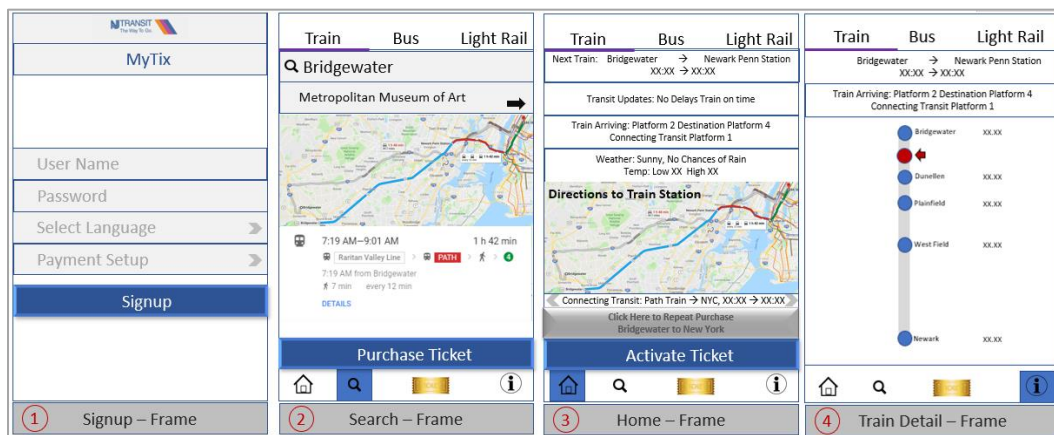 NJTRANSIT
The Way To Go.
MyTix
User Name
Password
Select Language
Payment Setup
Signup
1 Signup – Frame
Train Bus Light Rail
Bridgewater
Metropolitan Museum of Art
7:19 AM–9:01 AM 1 h 42 min
Raritan Valley Line > PATH > > 4
7:19 AM from Bridgewater
7 min every 12 min
DETAILS
Purchase Ticket
2 Search – Frame
Train Bus Light Rail
Next Train: Bridgewater → Newark Penn Station
XX:XX → XX:XX
Transit Updates: No Delays Train on time
Train Arriving: Platform 2 Destination Platform 4
Connecting Transit Platform 1
Weather: Sunny, No Chances of Rain
Temp: Low XX High XX
Directions to Train Station
Connecting Transit: Path Train → NYC, XX:XX → XX:XX
Click Here to Repeat Purchase
Bridgewater to New York
Activate Ticket
3 Home – Frame
Train Bus Light Rail
Bridgewater → Newark Penn Station
XX:XX → XX:XX
Train Arriving: Platform 2 Destination Platform 4
Connecting Transit Platform 1
Bridgewater XX.XX
Dunellen XX.XX
Plainfield XX.XX
West Field XX.XX
Newark XX.XX
4 Train Detail – Frame